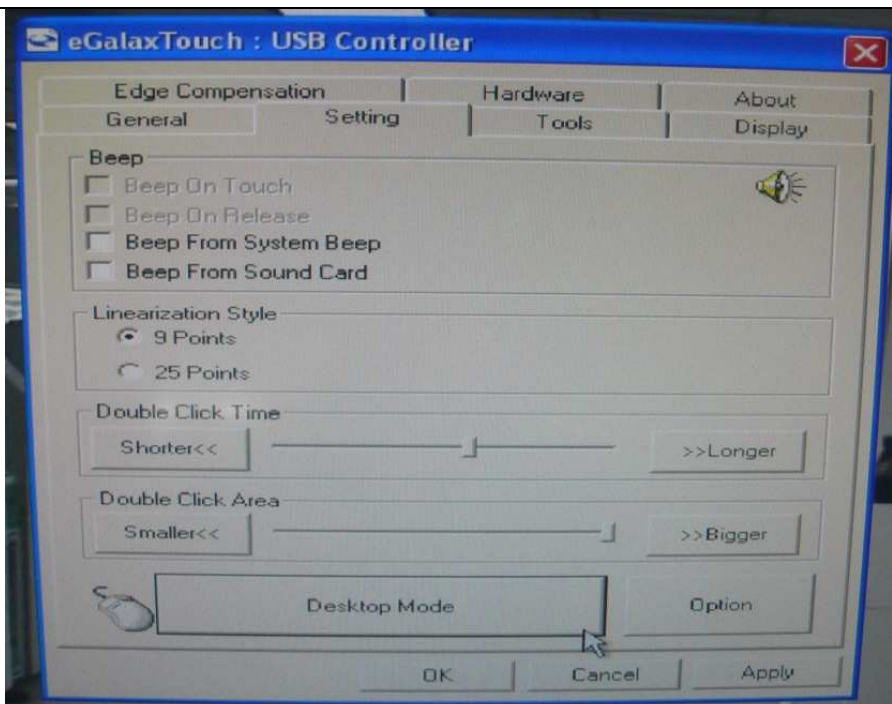 eGalaxTouch : USB Controller
Edge Compensation Hardware About
General Setting Tools Display
Beep
Beep On Touch
Beep On Release
Beep From System Beep
Beep From Sound Card
Linearization Style
9 Points
25 Points
Double Click Time
Shorter<< >>Longer
Double Click Area
Smaller<< >>Bigger
Desktop Mode Option
OK Cancel Apply